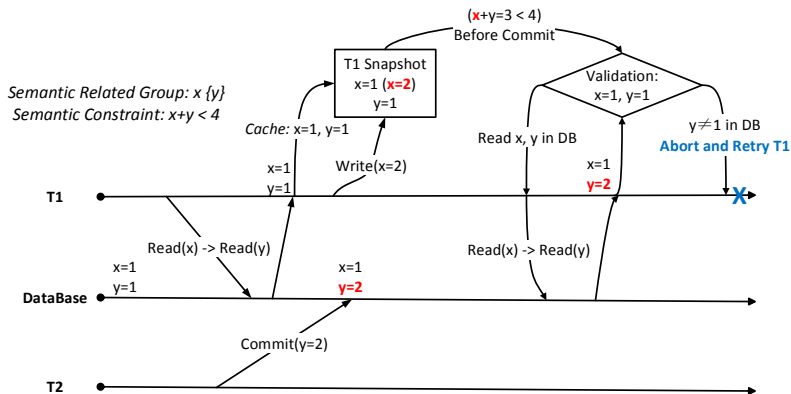 (x+y=3 < 4)
Before Commit
T1 Snapshot
x=1 (x=2)
y=1
Validation:
x=1, y=1
Semantic Related Group: x {y}
Semantic Constraint: x+y < 4
Cache: x=1, y=1
Read x, y in DB
y≠1 in DB
Abort and Retry T1
Write(x=2)
x=1
y=1
x=1
y=2
T1
X
Read(x) -> Read(y)
Read(x) -> Read(y)
x=1
y=1
x=1
y=2
DataBase
Commit(y=2)
T2